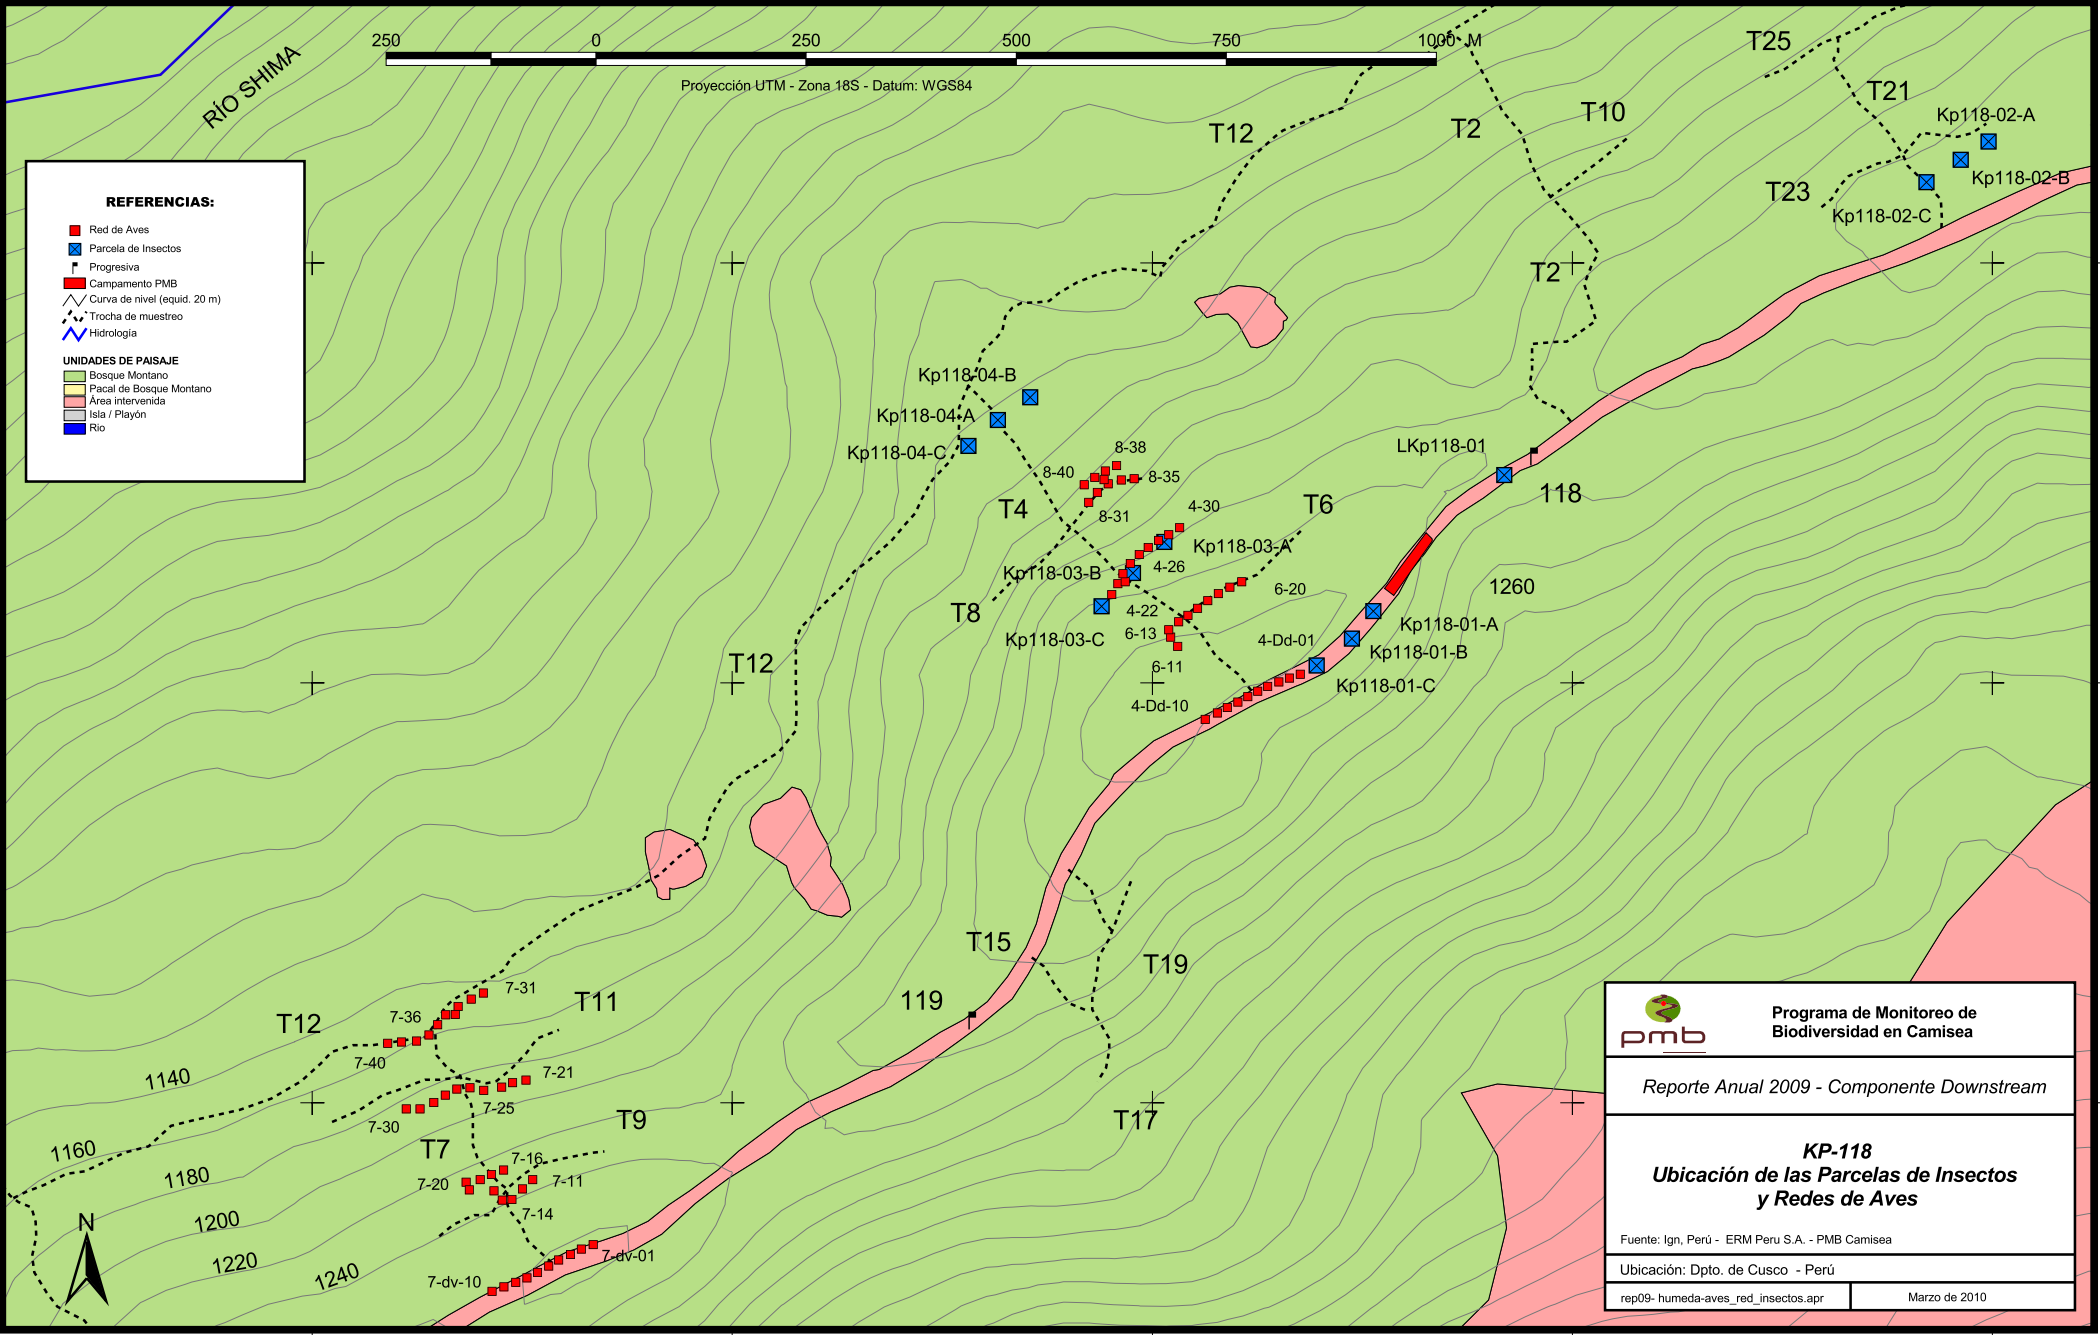 250 0 250 500 750 1000 M
Proyección UTM - Zona 18S - Datum: WGS84
RÍO SHIMA
REFERENCIAS:
Red de Aves
Parcela de Insectos
Progresiva
Campamento PMB
Curva de nivel (equid. 20 m)
Trocha de muestreo
Hidrología
UNIDADES DE PAISAJE
Bosque Montano
Pacal de Bosque Montano
Área intervenida
Isla / Playón
Rio
T25
T21
T10
T12
T2
Kp118-02-A
Kp118-02-B
T23
Kp118-02-C
T2
Kp118-04-B
Kp118-04-A
Kp118-04-C
8-38
8-40
8-35
8-31
T4
4-30
T6
LKp118-01
118
Kp118-03-A
Kp118-03-B
4-26
6-20
1260
T8
4-22
Kp118-03-C
6-13
4-Dd-01
Kp118-01-A
Kp118-01-B
6-11
Kp118-01-C
4-Dd-10
T12
T15
T19
119
7-31
T11
7-36
T12
7-40
7-21
1140
7-25
7-30
T9
T17
T7
1160
7-16
1180
7-20
7-11
7-14
1200
N
7-dv-01
1220
1240
7-dv-10
pmb
Programa de Monitoreo de
Biodiversidad en Camisea
Reporte Anual 2009 - Componente Downstream
KP-118
Ubicación de las Parcelas de Insectos
y Redes de Aves
Fuente: Ign, Perú - ERM Peru S.A. - PMB Camisea
Ubicación: Dpto. de Cusco - Perú
rep09- humeda-aves_red_insectos.apr
Marzo de 2010